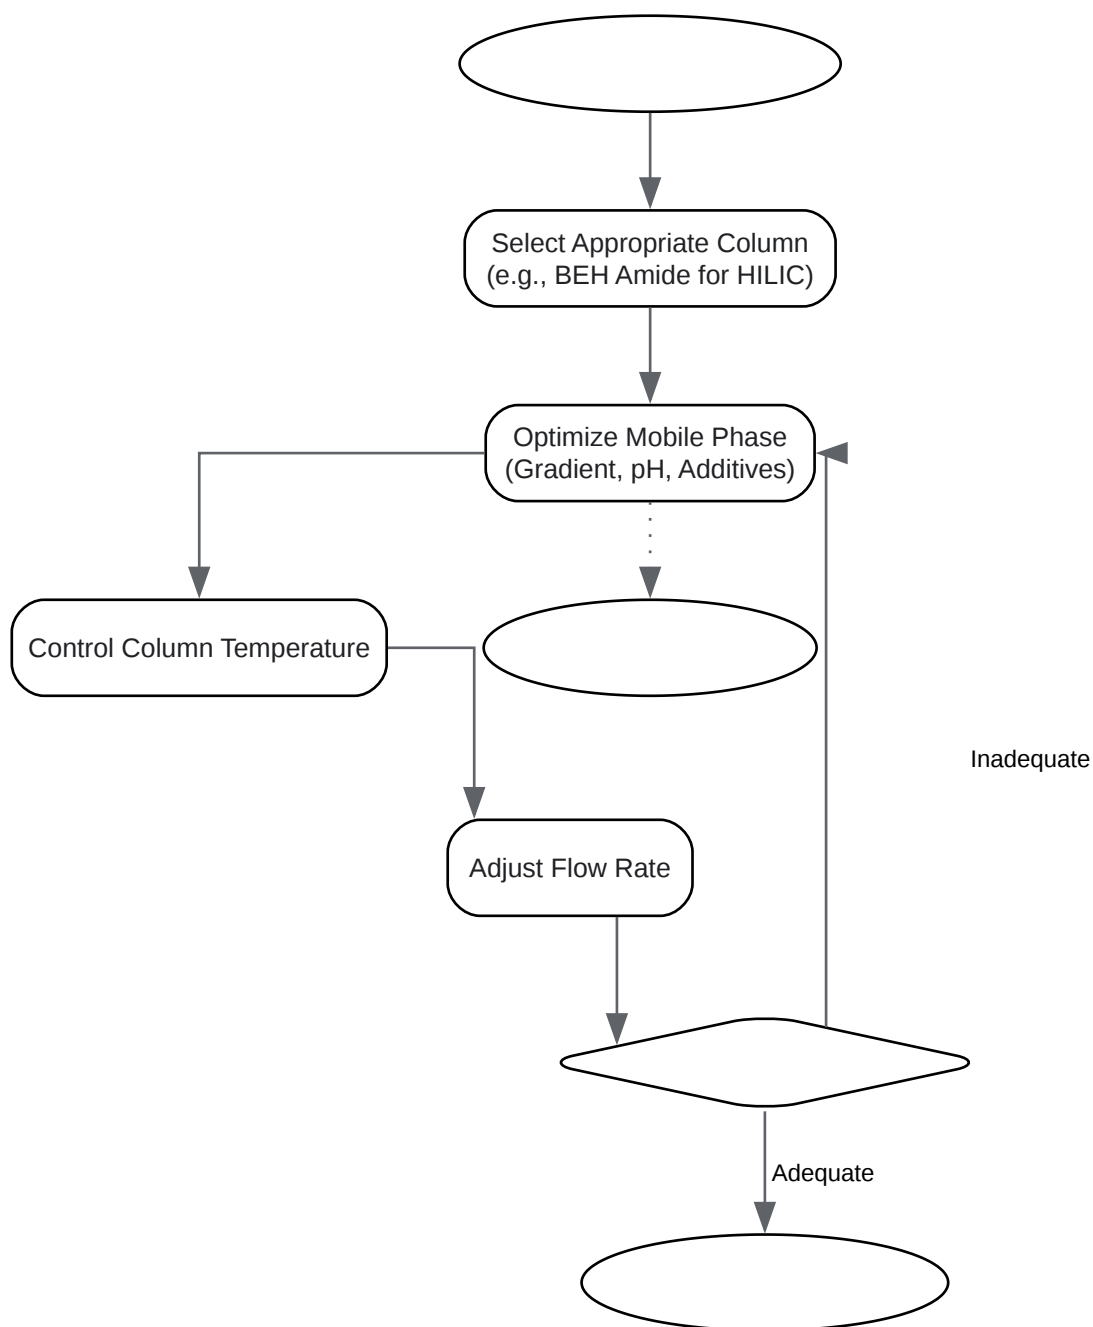 Select Appropriate Column
(e.g., BEH Amide for HILIC)
Optimize Mobile Phase
(Gradient, pH, Additives)
Control Column Temperature
Inadequate
Adjust Flow Rate
Adequate